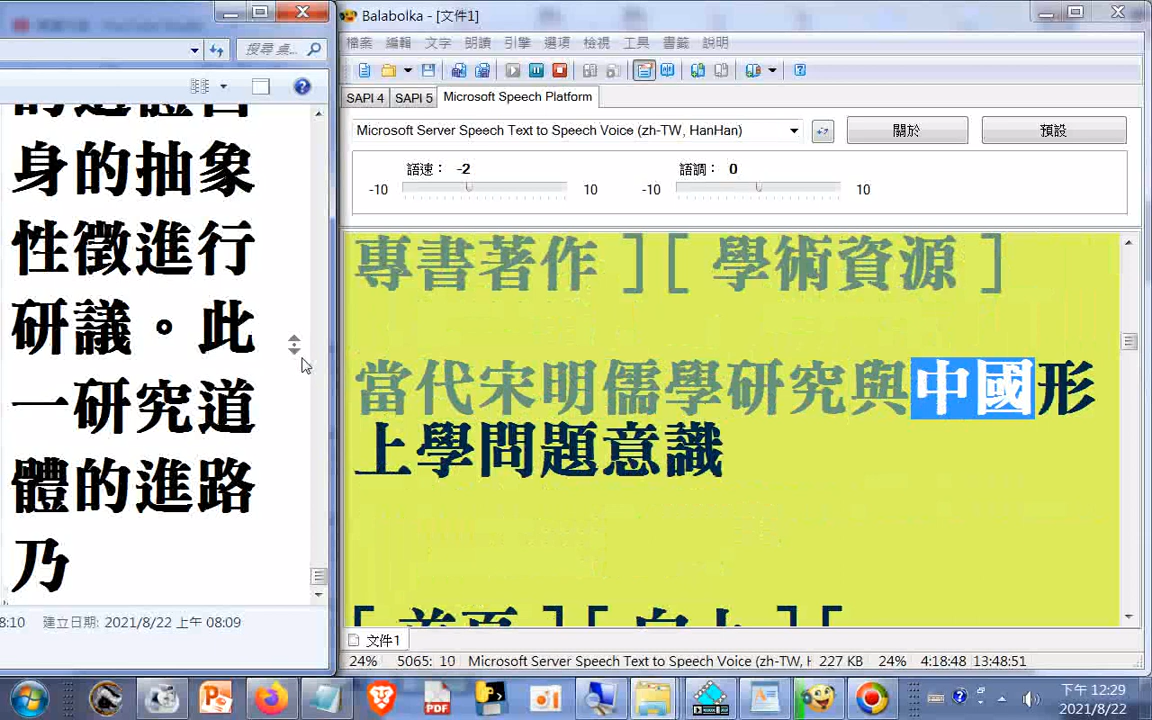 搜尋 桌...
身的抽象
性徵進行
研議。此
一研究道
體的進路
乃
8:10 建立日期: 2021/8/22 上午 08:09
Balabolka - [文件1]
檔案 編輯 文字 朗讀 引擎 選項 檢視 工具 書籤 說明
SAPI 4 SAPI 5 Microsoft Speech Platform
Microsoft Server Speech Text to Speech Voice (zh-TW, HanHan) 關於 預設
語速： -2 語調： 0
-10 10 -10 10
專書著作 ][ 學術資源 ]
當代宋明儒學研究與中國形
上學問題意識
[ 首頁 ][ 向上 ][
文件1
24% 5065: 10 Microsoft Server Speech Text to Speech Voice (zh-TW, H 227 KB 24% 4:18:48 13:48:51
PDF
下午 12:29
2021/8/22